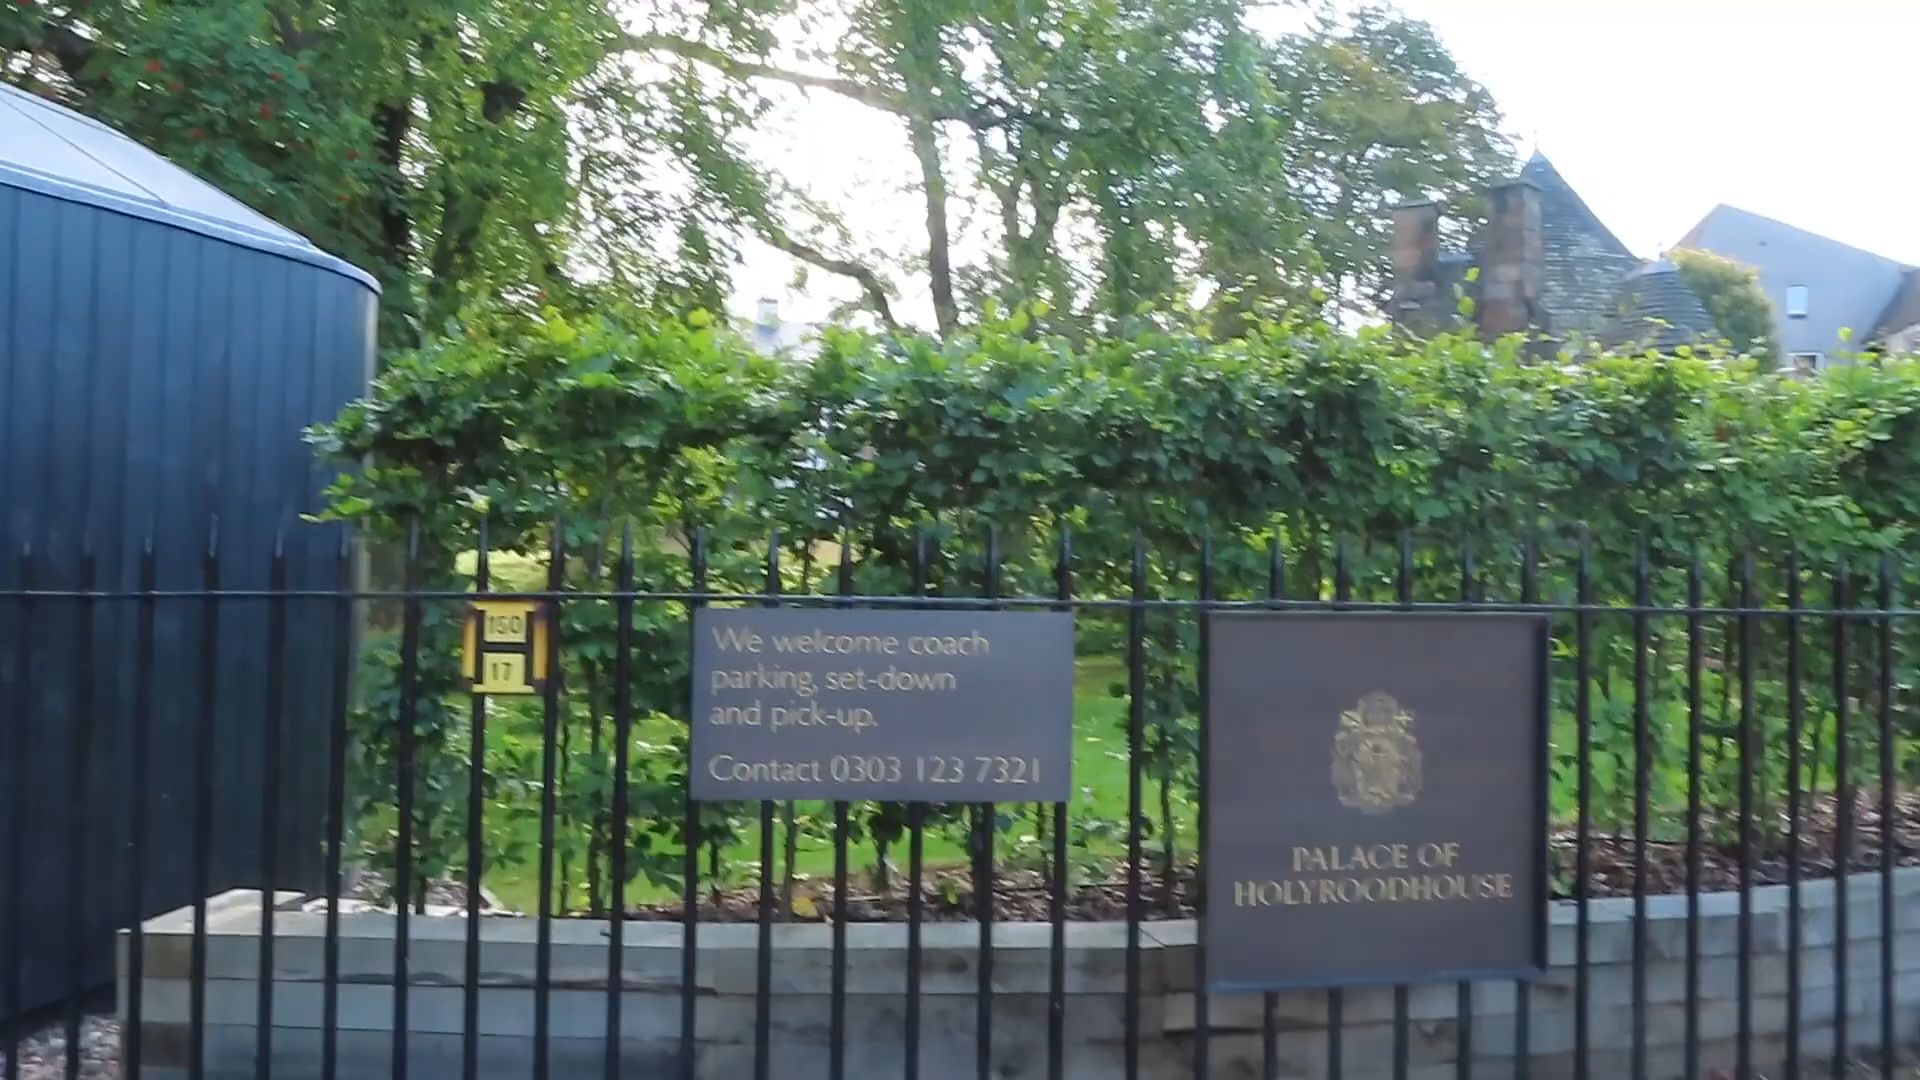 150
17
We welcome coach
parking, set-down
and pick-up.
Contact 0303 123 7321
PALACE OF
HOLYROODHOUSE